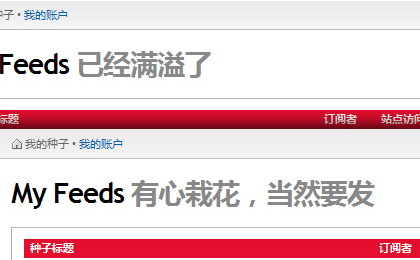 种子 • 我的账户
Feeds 已经满溢了
标题 订阅者 站点访问
我的种子 • 我的账户
My Feeds 有心栽花，当然要发
种子标题 订阅者